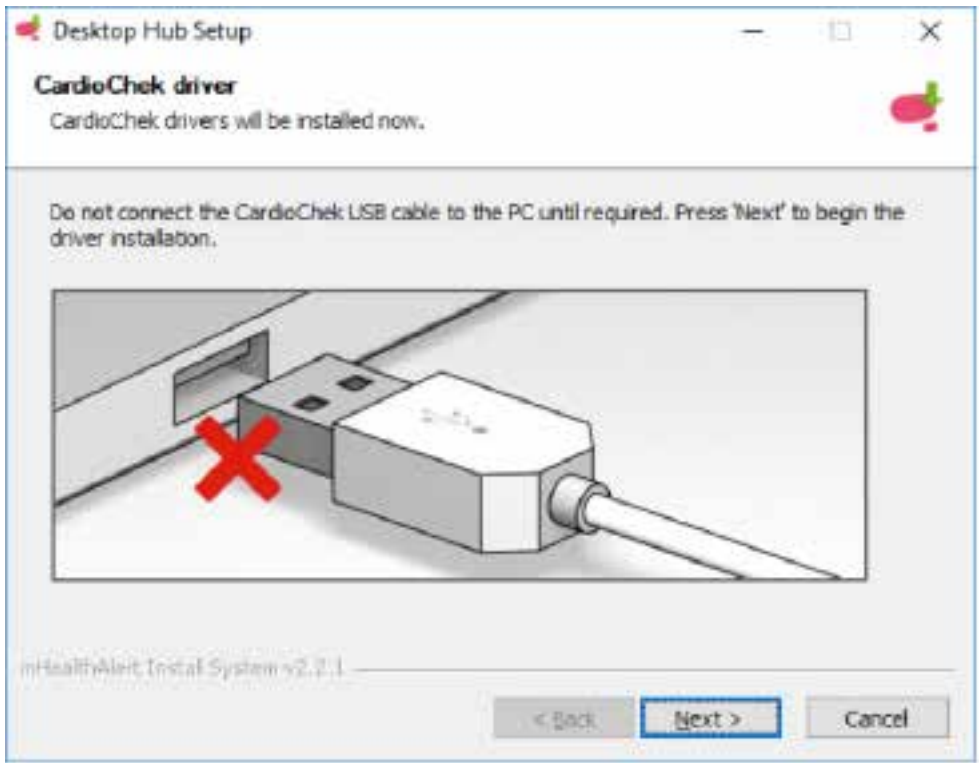 Desktop Hub Setup
CardioChek driver
CardioChek drivers will be installed now.
Do not connect the CardioChek USB cable to the PC until required. Press 'Next' to begin the
driver installation.
mHealthAlert Install System v2.2.1
< Back
Next >
Cancel